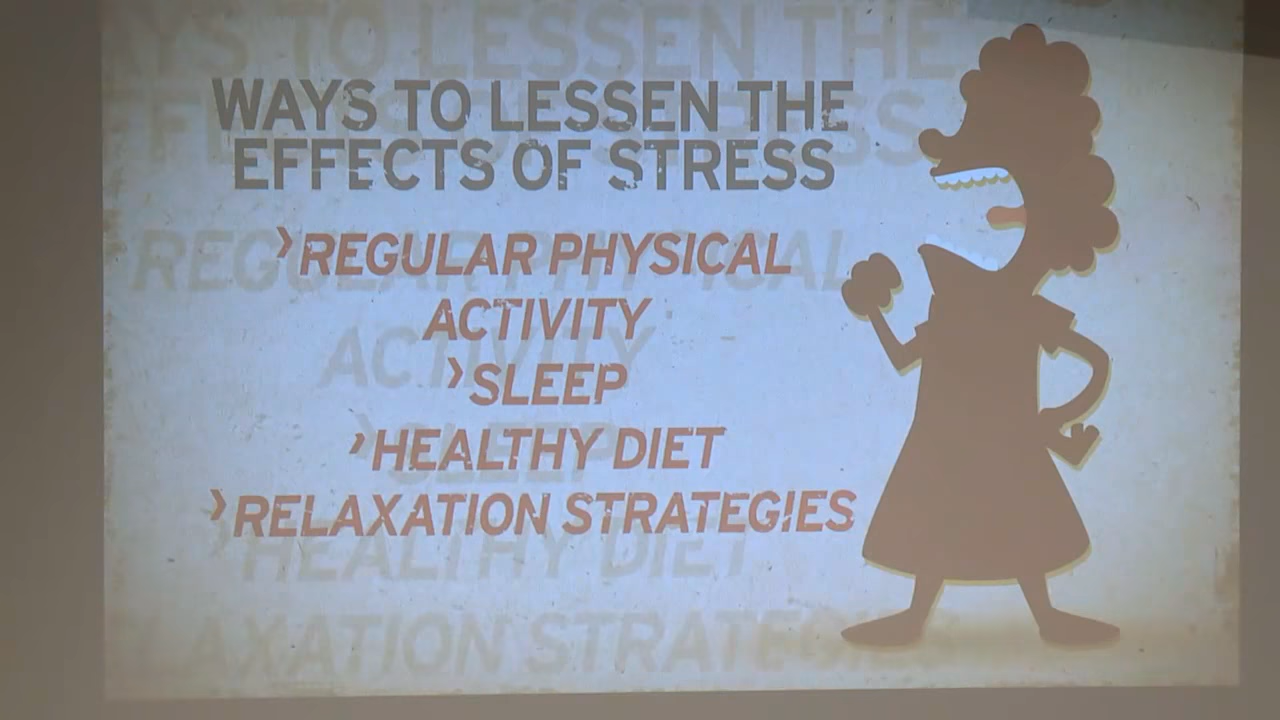 WAYS TO LESSEN THE
EFFECTS OF STRESS
›REGULAR PHYSICAL
ACTIVITY
›SLEEP
›HEALTHY DIET
›RELAXATION STRATEGIES